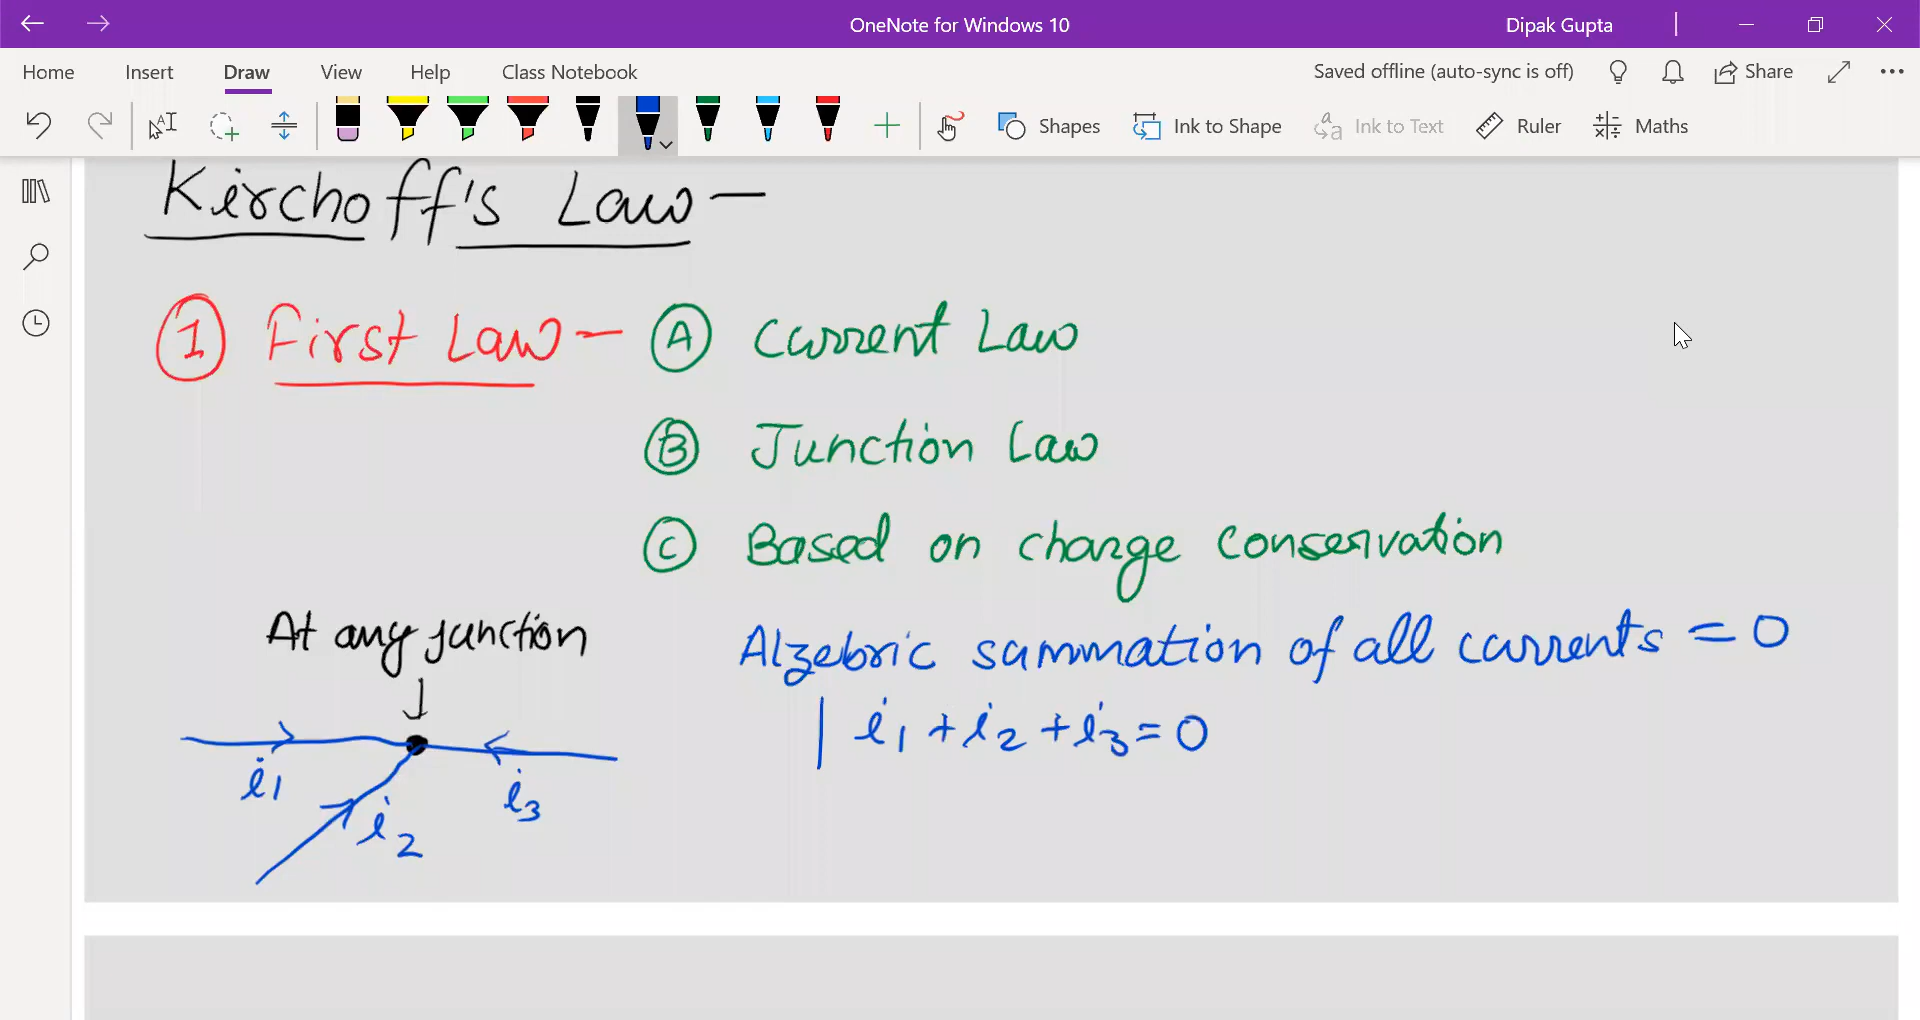 OneNote for Windows 10 Dipak Gupta
Home Insert Draw View Help Class Notebook Saved offline (auto-sync is off) Share
Shapes Ink to Shape Ink to Text Ruler Maths
Kirchoff's Law-
① First Law - Ⓐ Current Law
Ⓑ Junction Law
Ⓒ Based on charge conservation
At any junction
Alzebric summation of all currents = 0
i1 + i2 + i3 = 0
i1 i2 i3